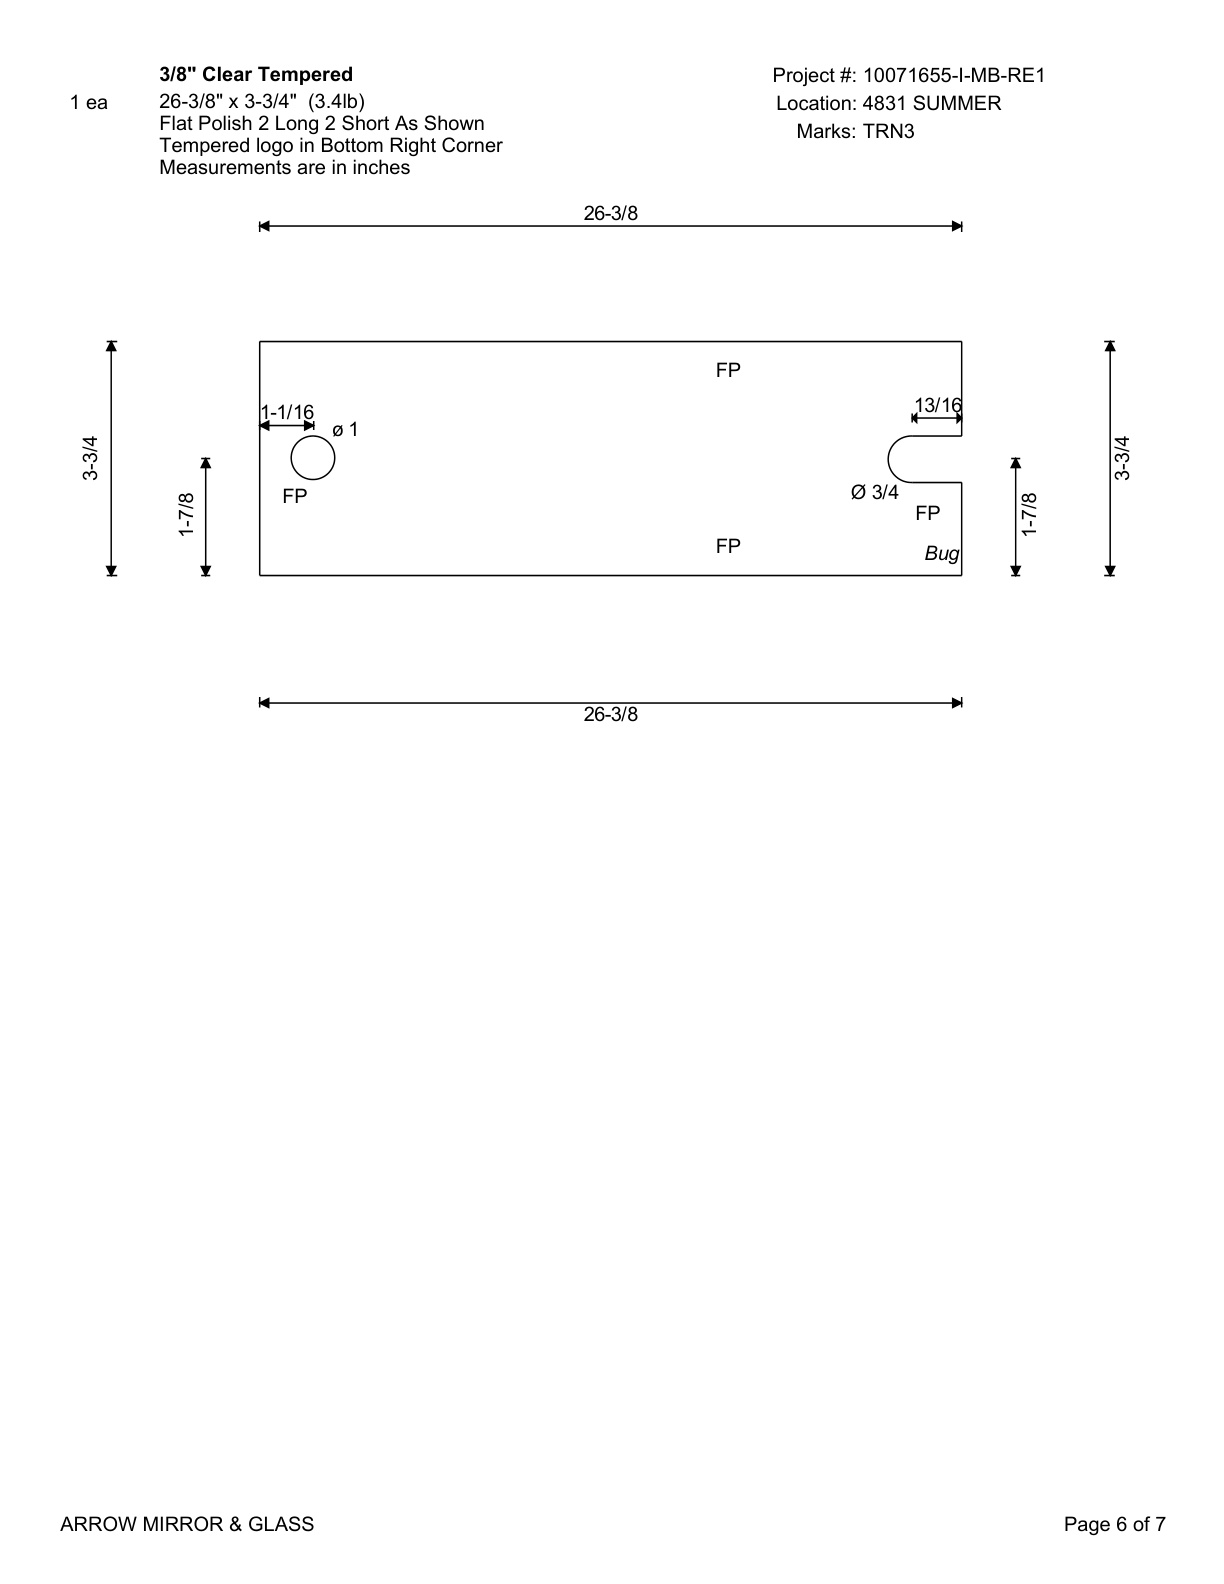 3/8" Clear Tempered
1 ea
26-3/8" x 3-3/4"  (3.4lb)
Flat Polish 2 Long 2 Short As Shown
Tempered logo in Bottom Right Corner
Measurements are in inches
Project #: 10071655-I-MB-RE1
Location: 4831 SUMMER
Marks: TRN3
26-3/8
FP
13/16
1-1/16
ø 1
3-3/4
3-3/4
1-7/8
Ø 3/4
FP
1-7/8
FP
FP
Bug
26-3/8
ARROW MIRROR & GLASS
Page 6 of 7